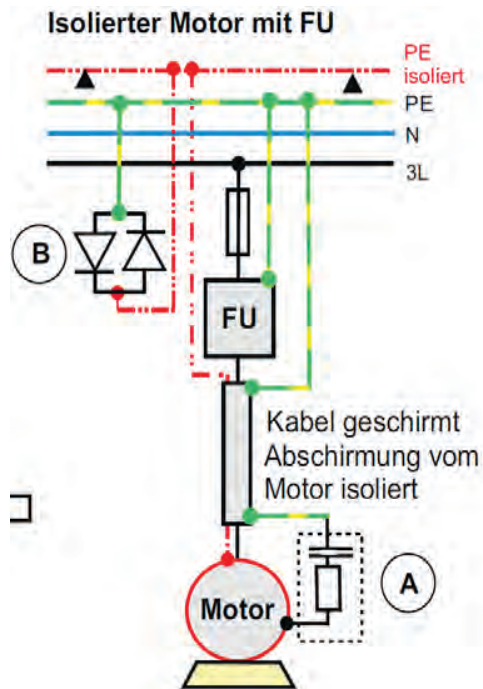 Isolierter Motor mit FU
PE
isoliert
PE
N
3L
B
FU
Kabel geschirmt
Abschirmung vom
Motor isoliert
A
Motor